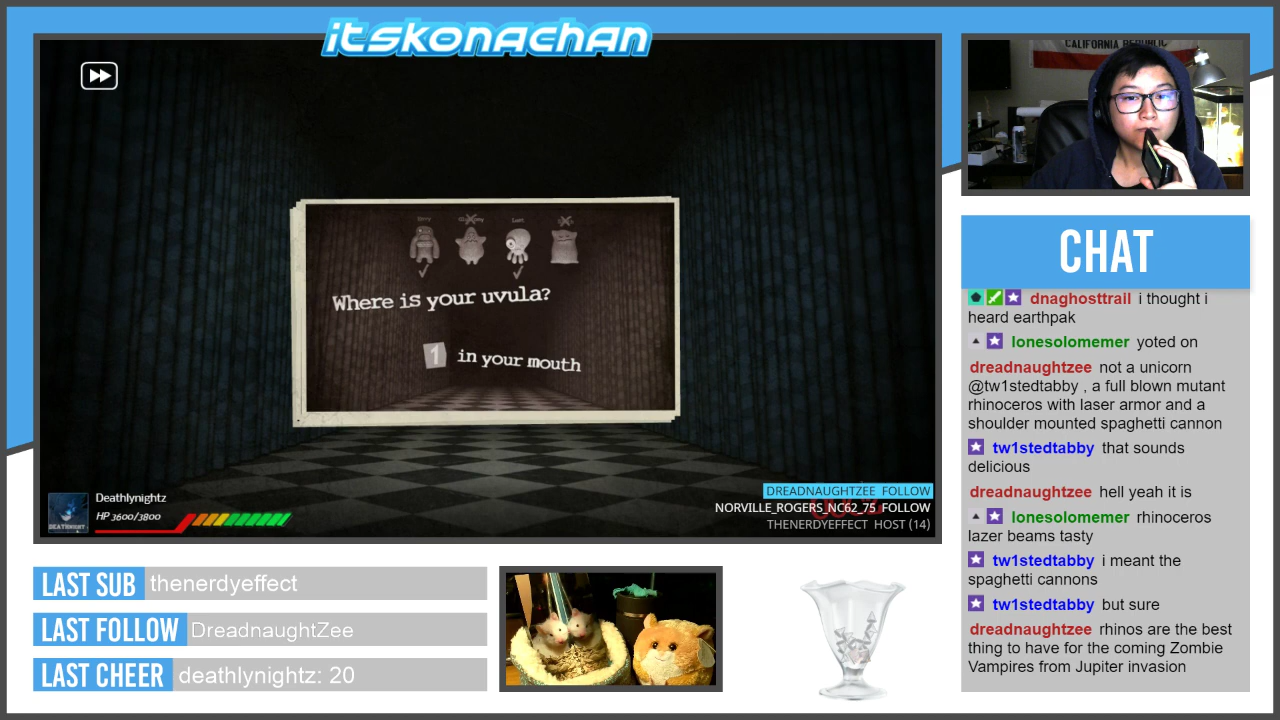 itskonachan
CALIFORNIA REPUBLIC
Where is your uvula?
1 in your mouth
Deathlynightz
HP 3600/3800
DEATHNIGHT
DREADNAUGHTZEE FOLLOW
NORVILLE_ROGERS_NC62_75 FOLLOW
THENERDYEFFECT HOST (14)
CHAT
dnaghosttrail i thought i
heard earthpak
lonesolomemer yoted on
dreadnaughtzee not a unicorn
@tw1stedtabby , a full blown mutant
rhinoceros with laser armor and a
shoulder mounted spaghetti cannon
tw1stedtabby that sounds
delicious
dreadnaughtzee hell yeah it is
lonesolomemer rhinoceros
lazer beams tasty
tw1stedtabby i meant the
spaghetti cannons
tw1stedtabby but sure
dreadnaughtzee rhinos are the best
thing to have for the coming Zombie
Vampires from Jupiter invasion
LAST SUB thenerdyeffect
LAST FOLLOW DreadnaughtZee
LAST CHEER deathlynightz: 20